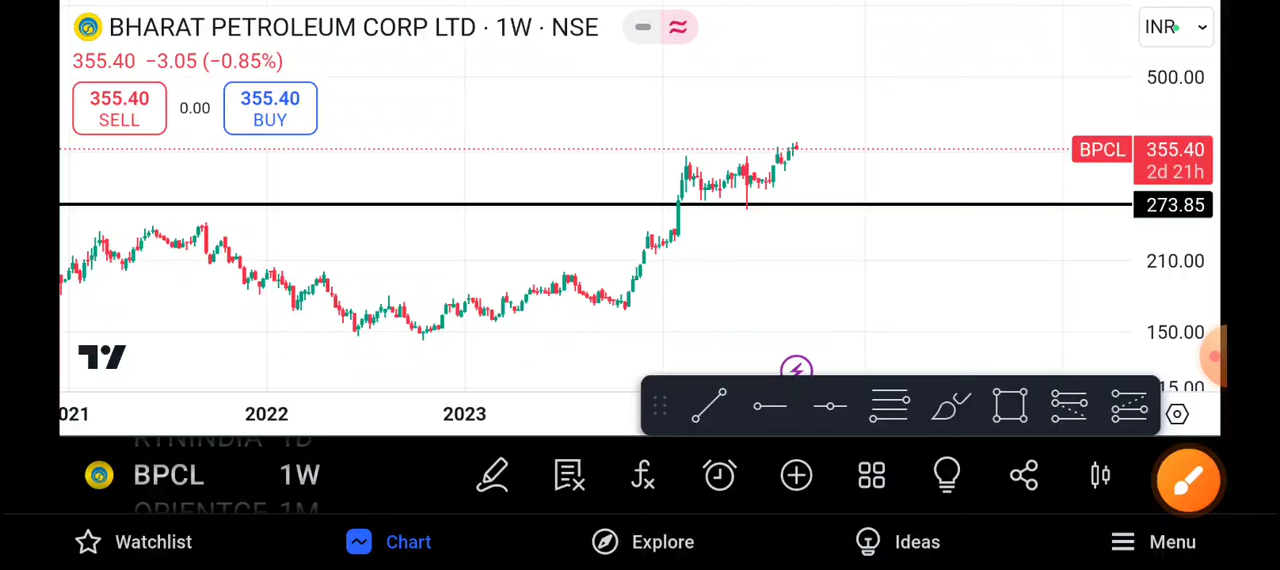 BHARAT PETROLEUM CORP LTD · 1W · NSE
INR
355.40 −3.05 (−0.85%)
355.40
SELL
0.00
355.40
BUY
500.00
BPCL
355.40
2d 21h
273.85
210.00
150.00
2022
2023
BPCL 1W
Watchlist
Chart
Explore
Ideas
Menu